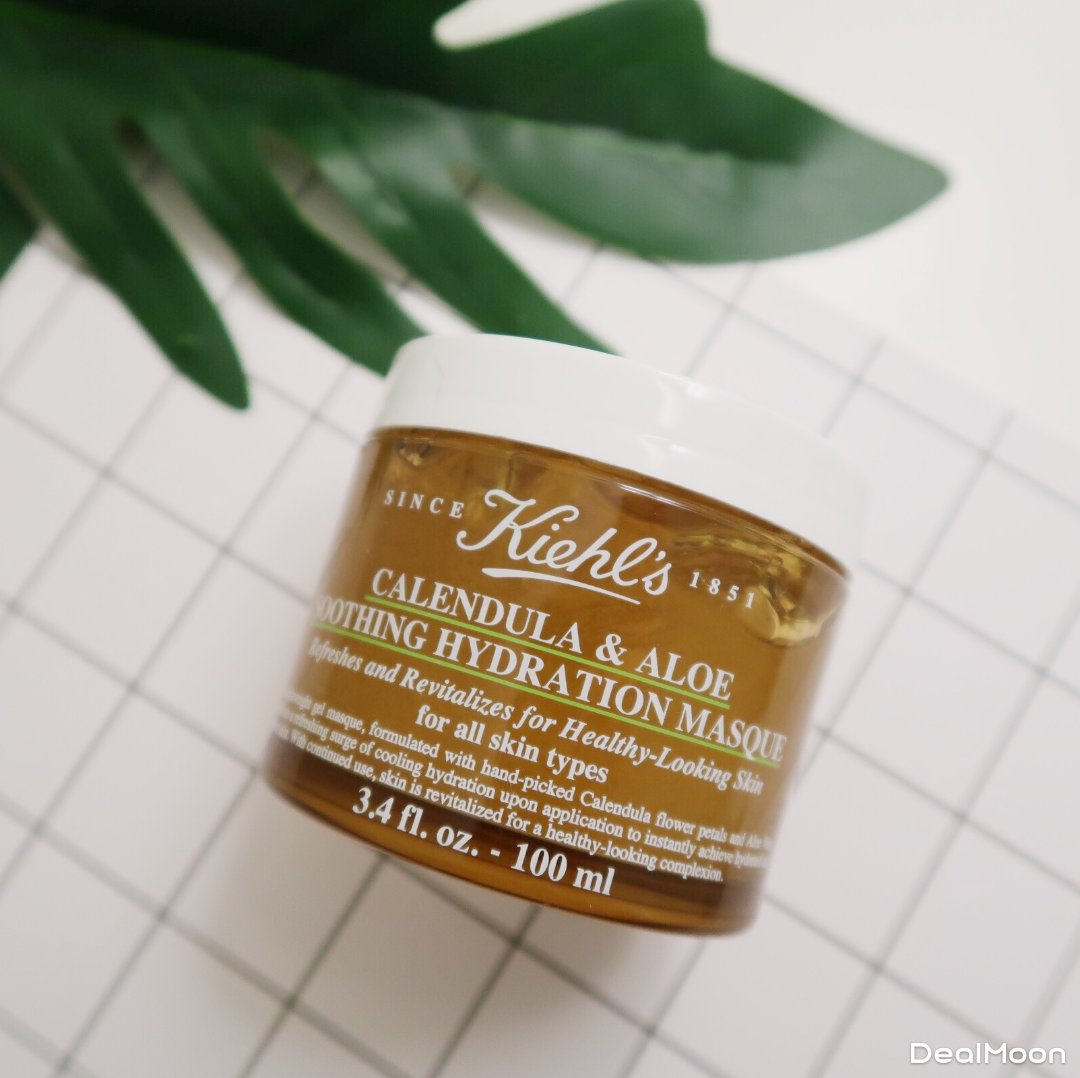 SINCE Kiehl's 1851
CALENDULA & ALOE
SOOTHING HYDRATION MASQUE
Refreshes and Revitalizes for Healthy-Looking Skin
for all skin types
gel masque, formulated with hand-picked Calendula flower petals and Aloe
refreshing surge of cooling hydration upon application to instantly achieve
With continued use, skin is revitalized for a healthy-looking complexion.
3.4 fl. oz. - 100 ml
DealMoon